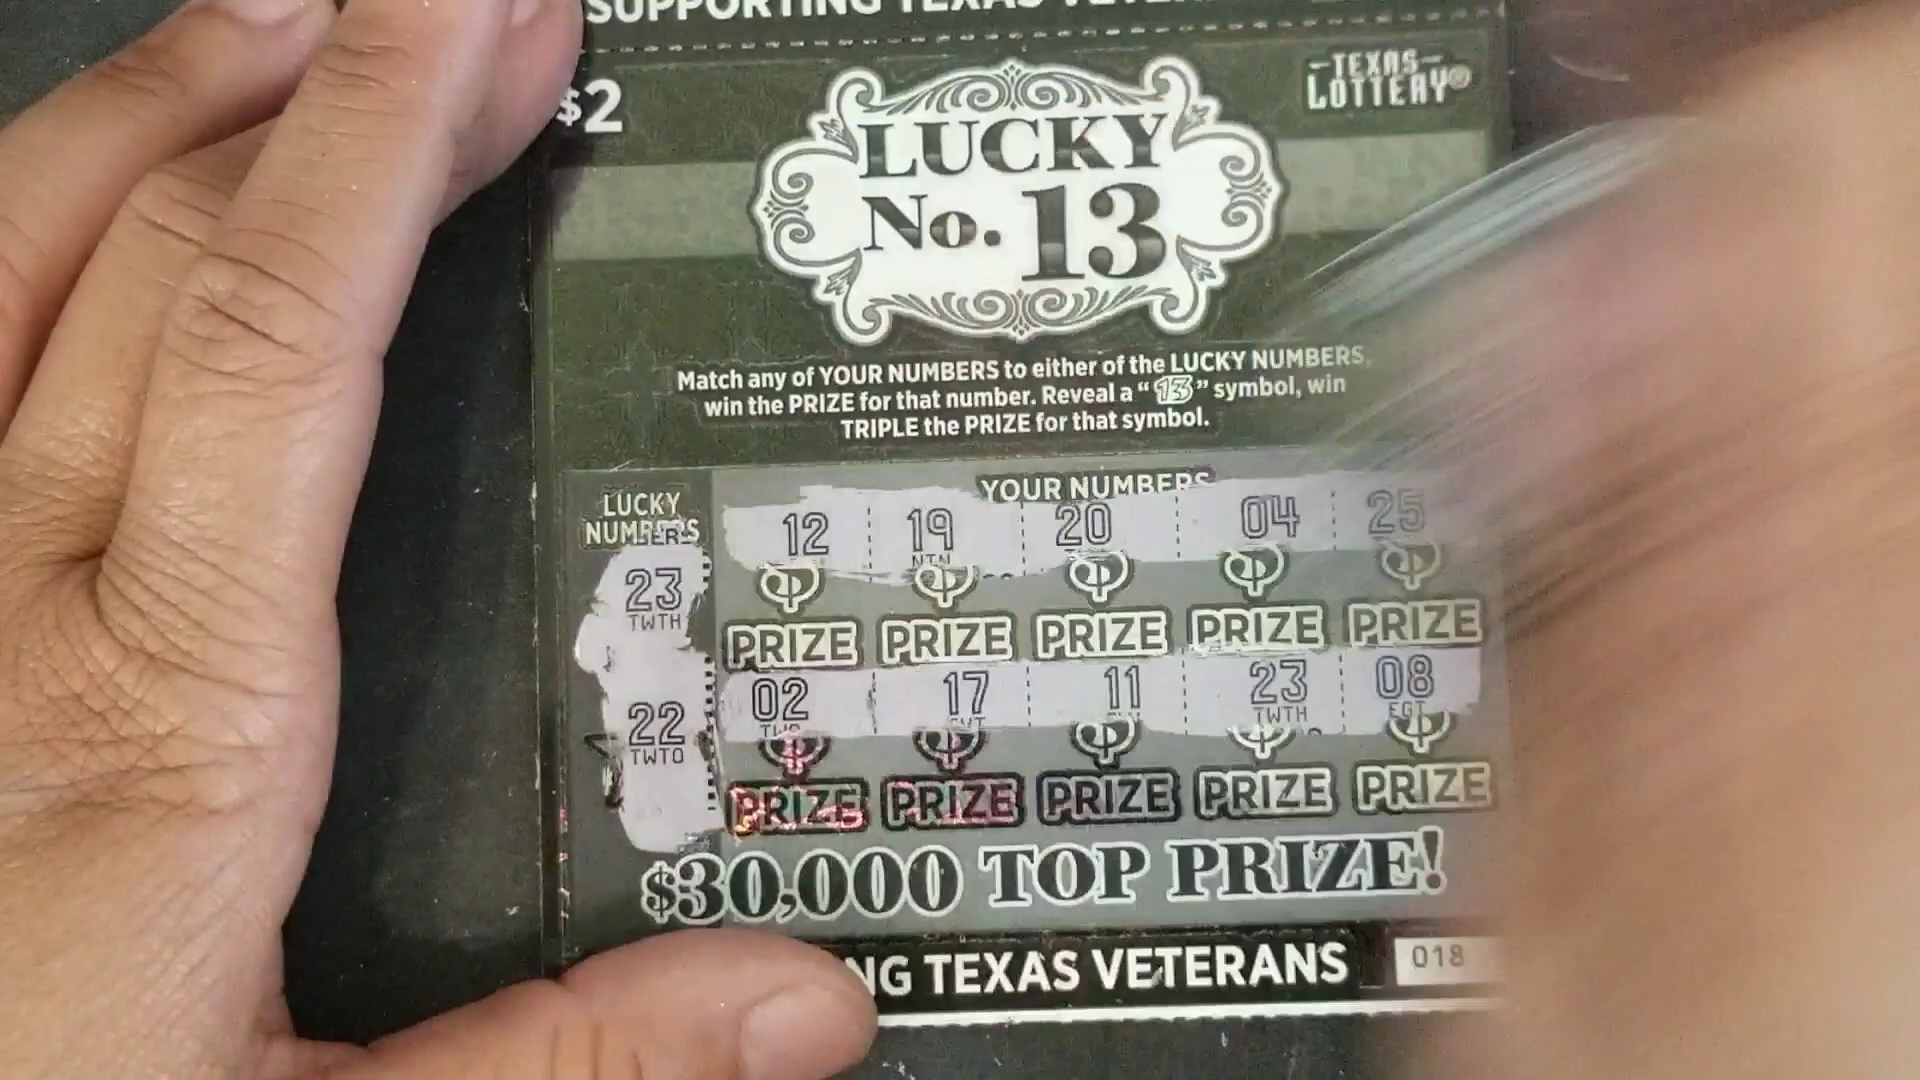 SUPPORTING TEXAS
$2
TEXAS
LOTTERY®
LUCKY
No. 13
Match any of YOUR NUMBERS to either of the LUCKY NUMBERS,
win the PRIZE for that number. Reveal a "13" symbol, win
TRIPLE the PRIZE for that symbol.
LUCKY
NUMBERS
YOUR NUMBERS
12 19 20 04 25
23
TWTH
PRIZE PRIZE PRIZE PRIZE PRIZE
02 17 11 23 08
TWTH
22
TWTO
PRIZE PRIZE PRIZE PRIZE PRIZE
$30,000 TOP PRIZE!
NG TEXAS VETERANS
018